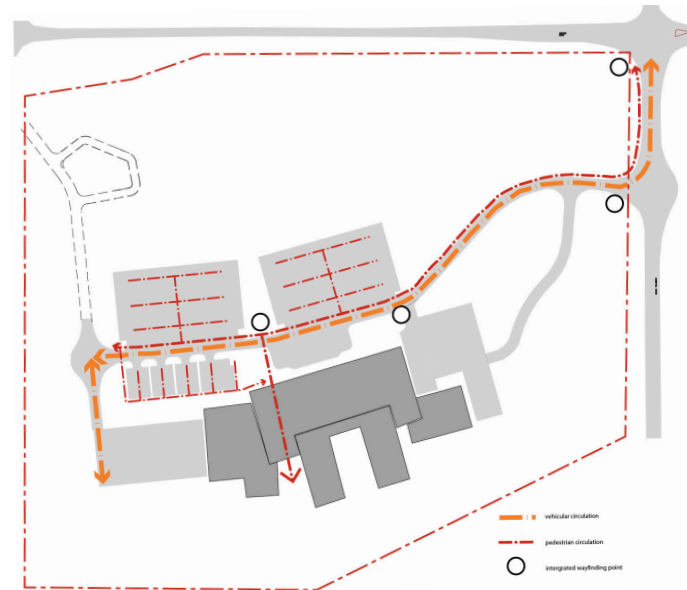 vehicular circulation
pedestrian circulation
intergrated wayfinding point